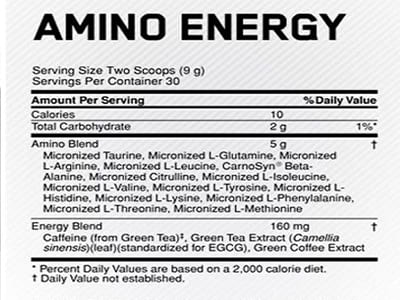 AMINO ENERGY
Serving Size Two Scoops (9 g)
Servings Per Container 30
Amount Per Serving % Daily Value
Calories 10
Total Carbohydrate 2 g 1%*
Amino Blend 5 g †
Micronized Taurine, Micronized L-Glutamine, Micronized
L-Arginine, Micronized L-Leucine, CarnoSyn® Beta-
Alanine, Micronized Citrulline, Micronized L-Isoleucine,
Micronized L-Valine, Micronized L-Tyrosine, Micronized L-
Histidine, Micronized L-Lysine, Micronized L-Phenylalanine,
Micronized L-Threonine, Micronized L-Methionine
Energy Blend 160 mg †
Caffeine (from Green Tea)‡, Green Tea Extract (Camellia
sinensis)(leaf)(standardized for EGCG), Green Coffee Extract
* Percent Daily Values are based on a 2,000 calorie diet.
† Daily Value not established.